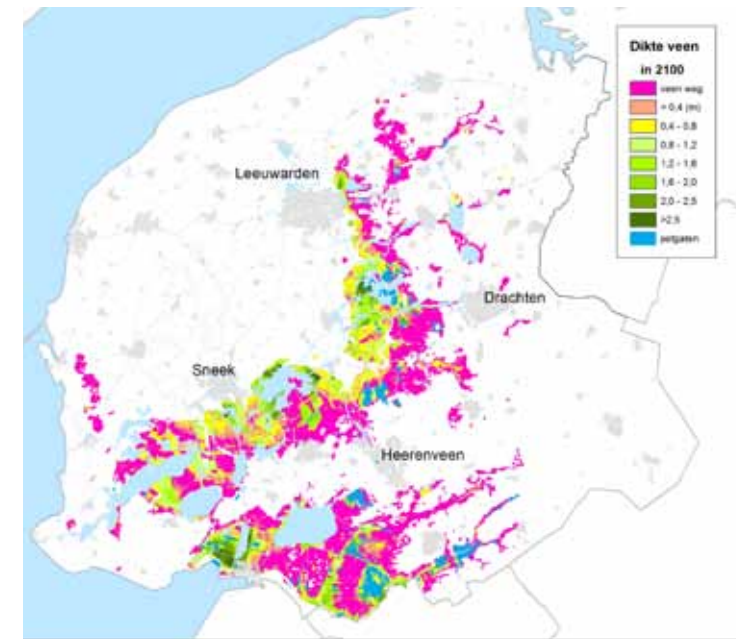 Dikte veen
in 2100
veen weg
< 0,4 (m)
0,4 - 0,8
0,8 - 1,2
1,2 - 1,6
1,6 - 2,0
2,0 - 2,5
>2,5
petgaten
Leeuwarden
Drachten
Sneek
Heerenveen